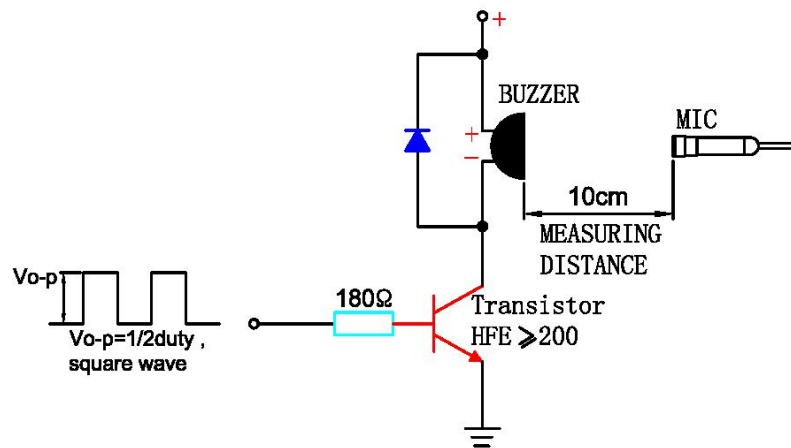 +
BUZZER
+
−
MIC
10cm
MEASURING
DISTANCE
Vo-p
180Ω
Transistor
HFE ⩾200
Vo-p=1/2duty ,
square wave